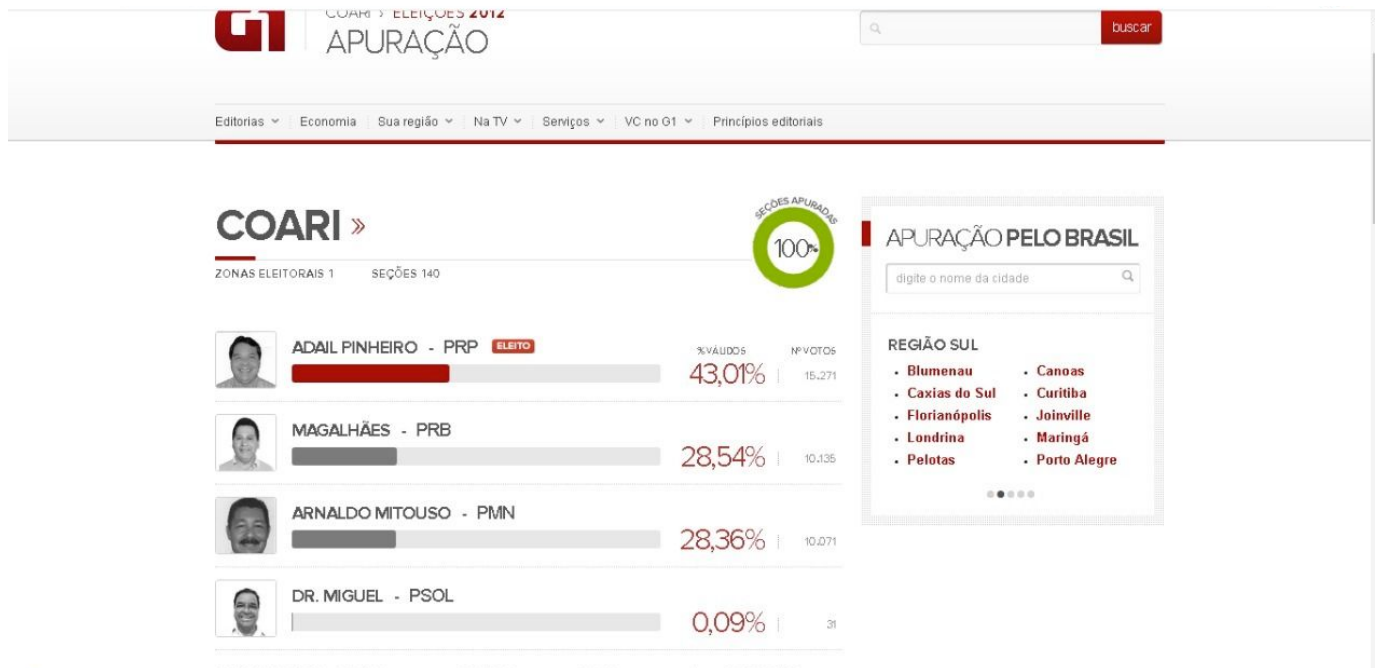 G1
COARI > ELEIÇÕES 2012
APURAÇÃO
buscar
Editorias
Economia
Sua região
Na TV
Serviços
VC no G1
Princípios editoriais
COARI »
SEÇÕES APURADAS
100%
ZONAS ELEITORAIS 1 SEÇÕES 140
ADAIL PINHEIRO - PRP ELEITO
%VÁLIDOS Nº VOTOS
43,01% 15.271
MAGALHÃES - PRB
28,54% 10.135
ARNALDO MITOUSO - PMN
28,36% 10.071
DR. MIGUEL - PSOL
0,09% 31
APURAÇÃO PELO BRASIL
digite o nome da cidade
REGIÃO SUL
• Blumenau • Canoas
• Caxias do Sul • Curitiba
• Florianópolis • Joinville
• Londrina • Maringá
• Pelotas • Porto Alegre